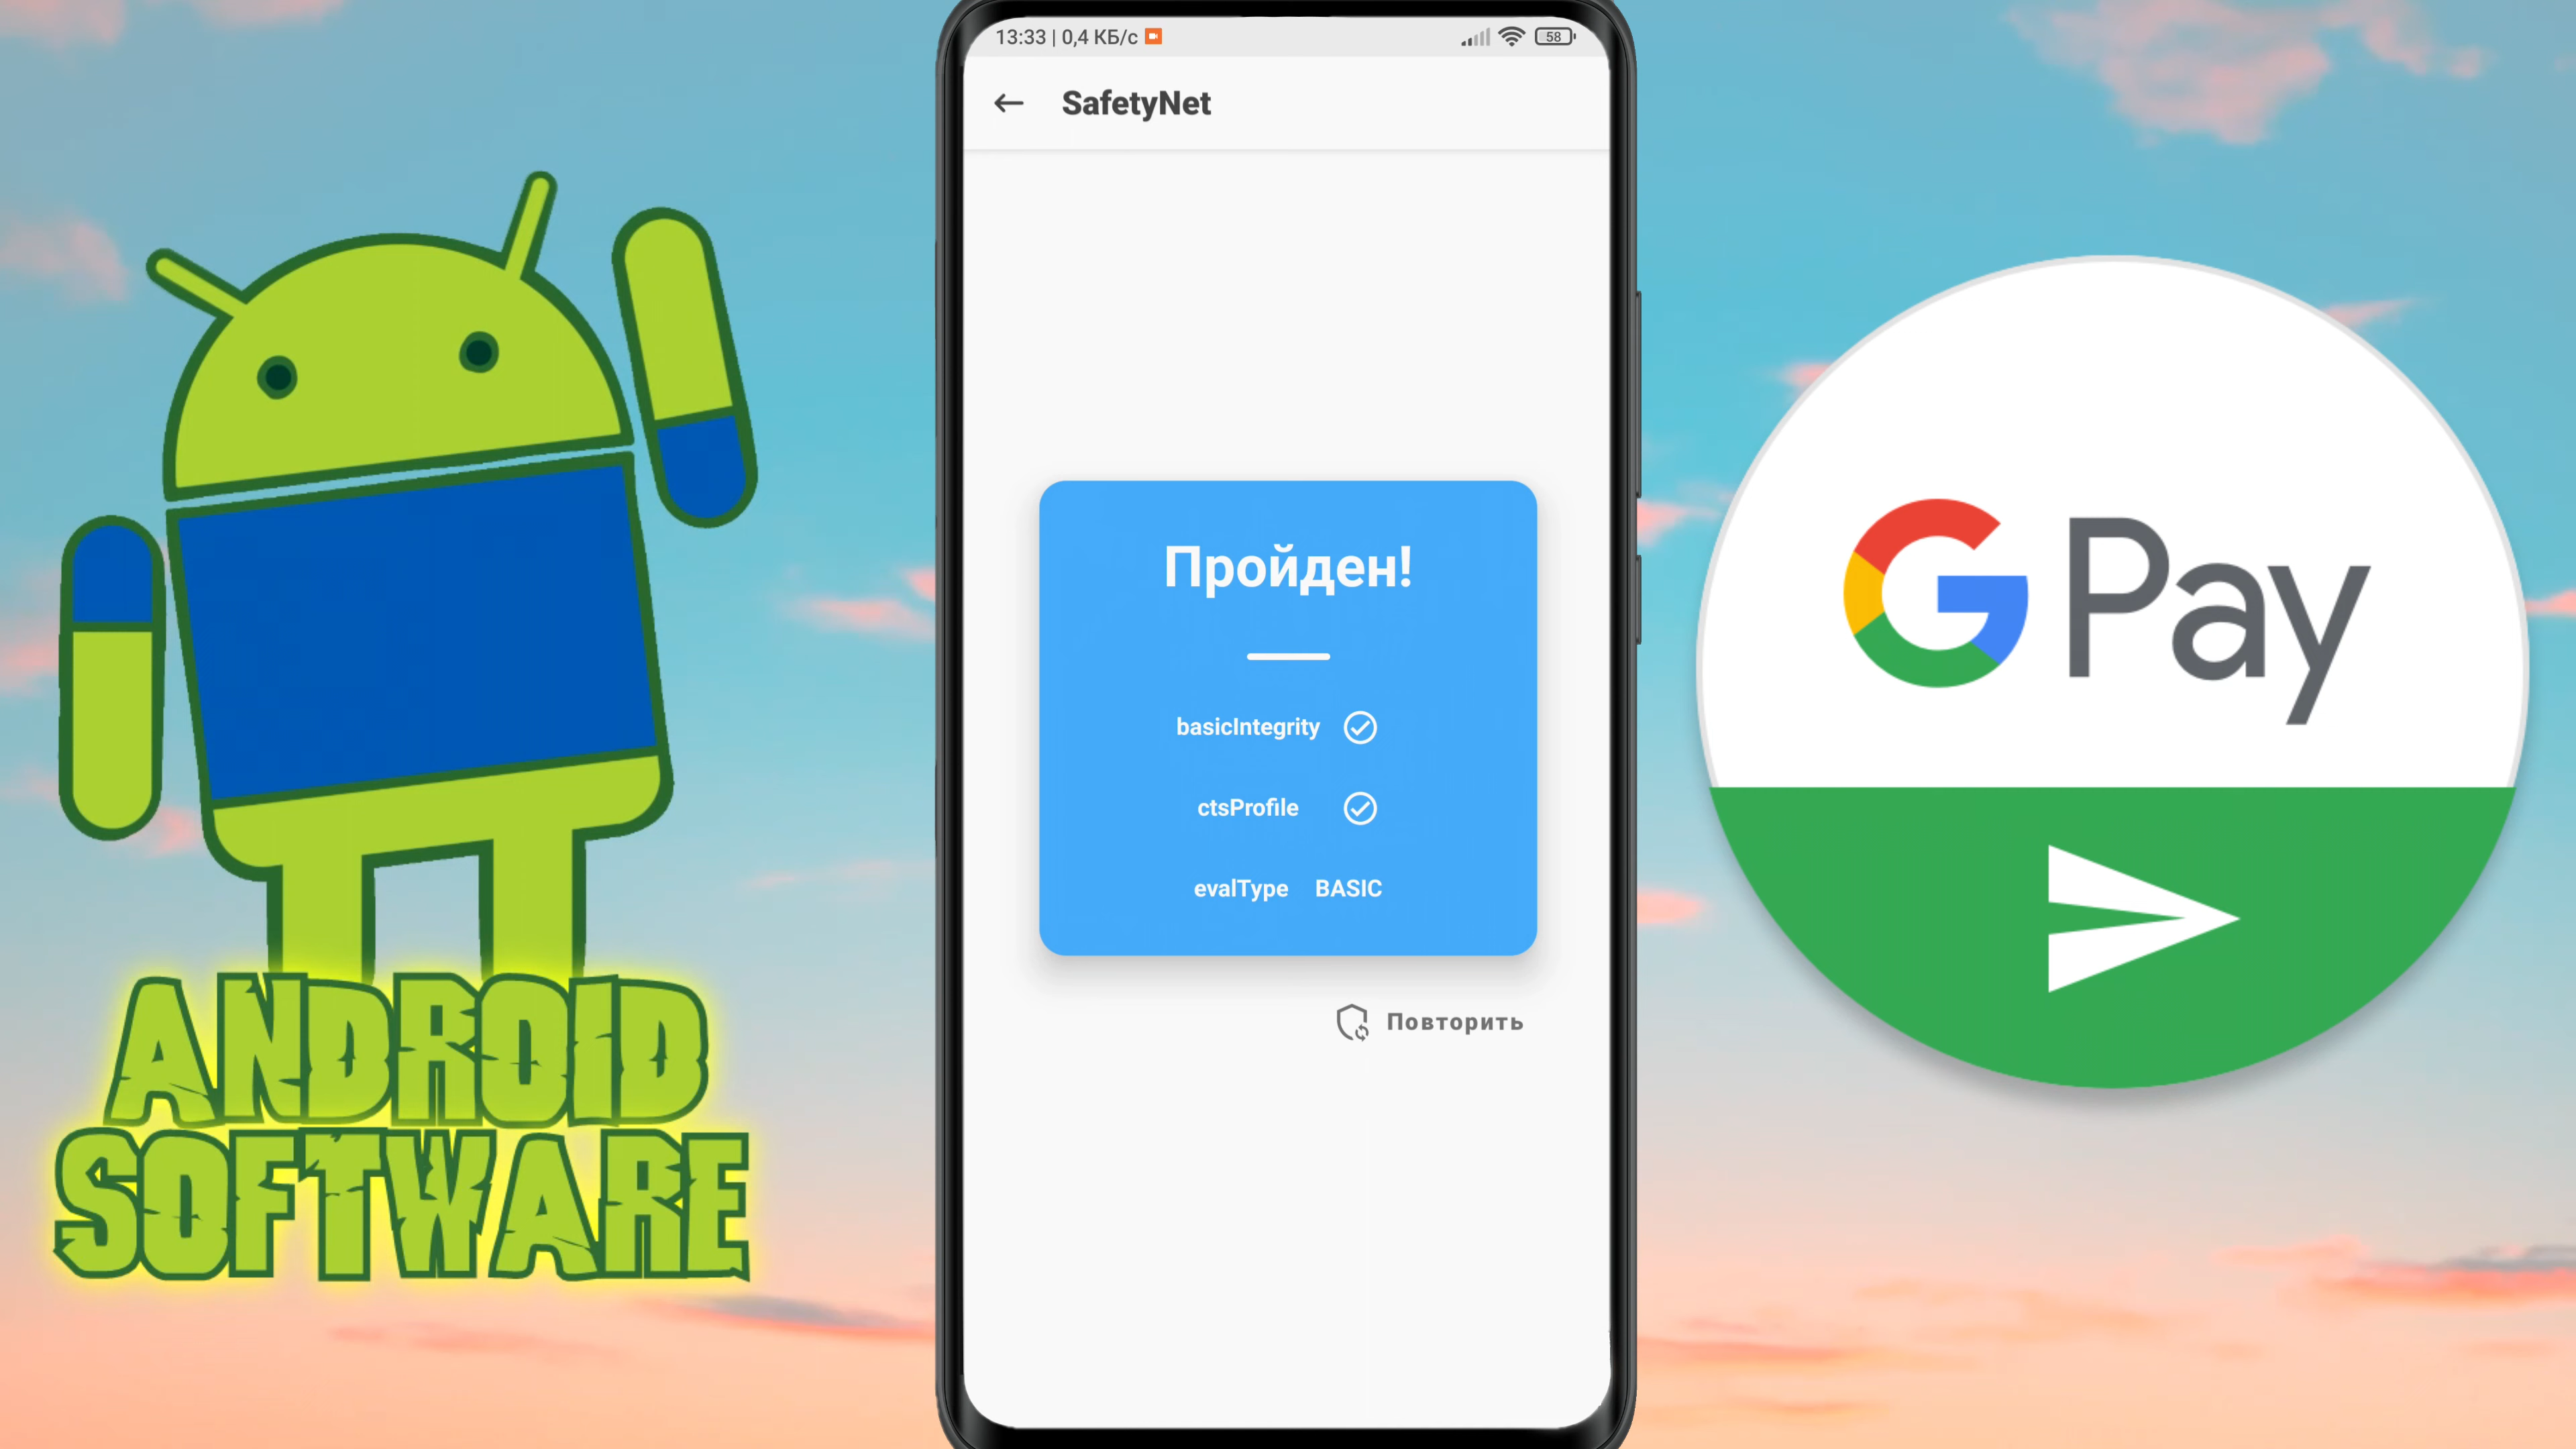 ANDROID
SOFTWARE
13:33 | 0,4 КБ/с
58
SafetyNet
Пройден!
basicIntegrity
ctsProfile
evalType BASIC
Повторить
G Pay